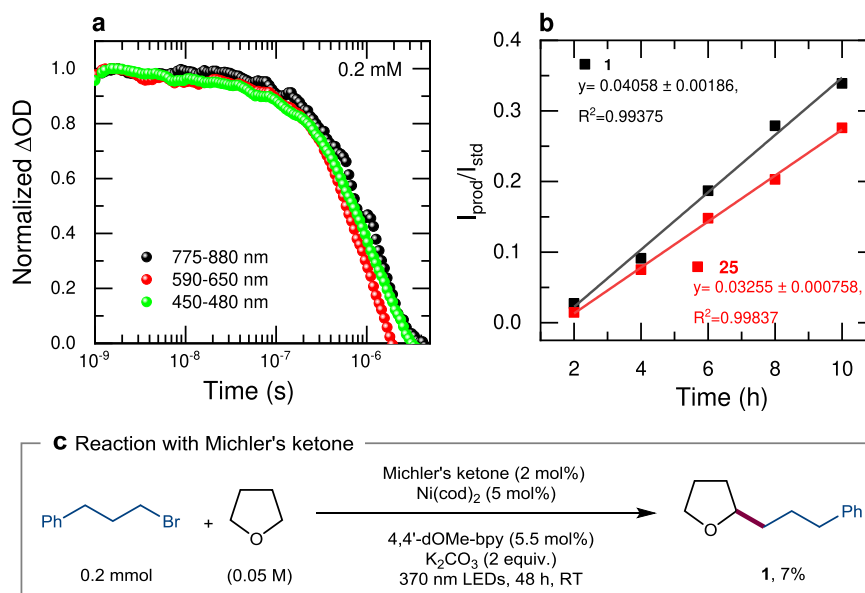 a
0.2 mM
Normalized ΔOD
1.0
0.8
0.6
0.4
0.2
0.0
775-880 nm
590-650 nm
450-480 nm
10⁻⁹ 10⁻⁸ 10⁻⁷ 10⁻⁶
Time (s)
b
I_prod/I_std
0.4
0.3
0.2
0.1
0.0
1
y= 0.04058 ± 0.00186,
R²=0.99375
25
y= 0.03255 ± 0.000758,
R²=0.99837
2 4 6 8 10
Time (h)
c Reaction with Michler's ketone
Ph Br
0.2 mmol
+
O
(0.05 M)
Michler's ketone (2 mol%)
Ni(cod)₂ (5 mol%)
4,4'-dOMe-bpy (5.5 mol%)
K₂CO₃ (2 equiv.)
370 nm LEDs, 48 h, RT
O Ph
1, 7%